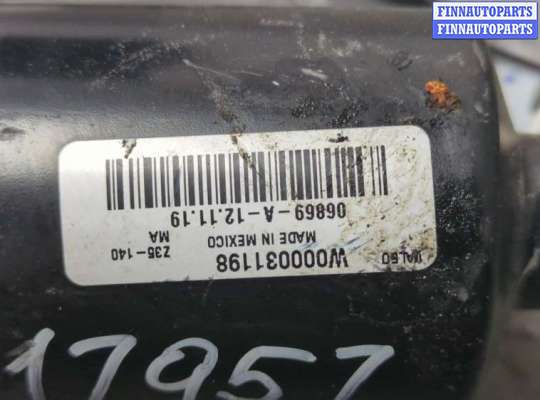 FINNAUTOPARTS
FINNAUTOPARTS
VALEO
W000031198
MADE IN MEXICO
Z35-140
MA
06869-A-12.11.19
17957